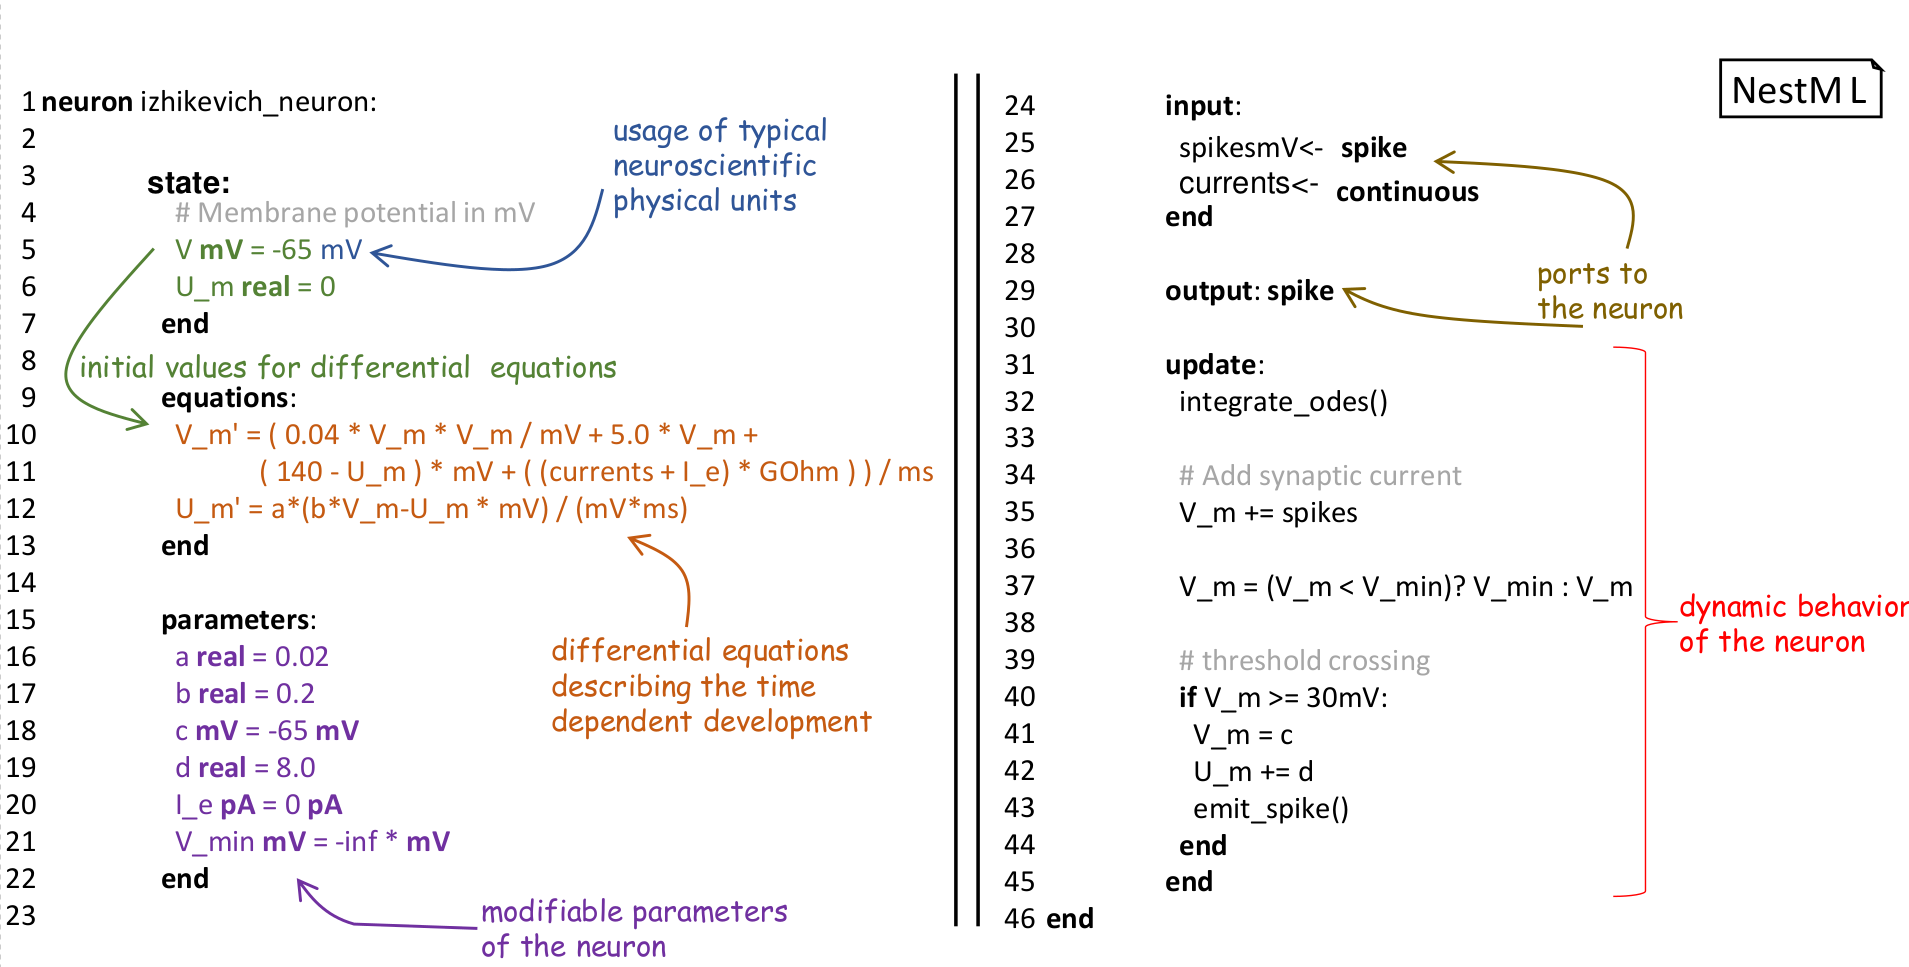 1 neuron izhikevich_neuron:
2
3 state:
4 # Membrane potential in mV
5 V mV = -65 mV
6 U_m real = 0
7 end
8
9 equations:
10 V_m' = ( 0.04 * V_m * V_m / mV + 5.0 * V_m +
11 ( 140 - U_m ) * mV + ( (currents + I_e) * GOhm ) ) / ms
12 U_m' = a*(b*V_m-U_m * mV) / (mV*ms)
13 end
14
15 parameters:
16 a real = 0.02
17 b real = 0.2
18 c mV = -65 mV
19 d real = 8.0
20 I_e pA = 0 pA
21 V_min mV = -inf * mV
22 end
23
usage of typical
neuroscientific
physical units
initial values for differential equations
differential equations
describing the time
dependent development
modifiable parameters
of the neuron
NestML
24 input:
25 spikesmV<- spike
26 currents<- continuous
27 end
28
29 output: spike
30
31 update:
32 integrate_odes()
33
34 # Add synaptic current
35 V_m += spikes
36
37 V_m = (V_m < V_min)? V_min : V_m
38
39 # threshold crossing
40 if V_m >= 30mV:
41 V_m = c
42 U_m += d
43 emit_spike()
44 end
45 end
46 end
ports to
the neuron
dynamic behavior
of the neuron